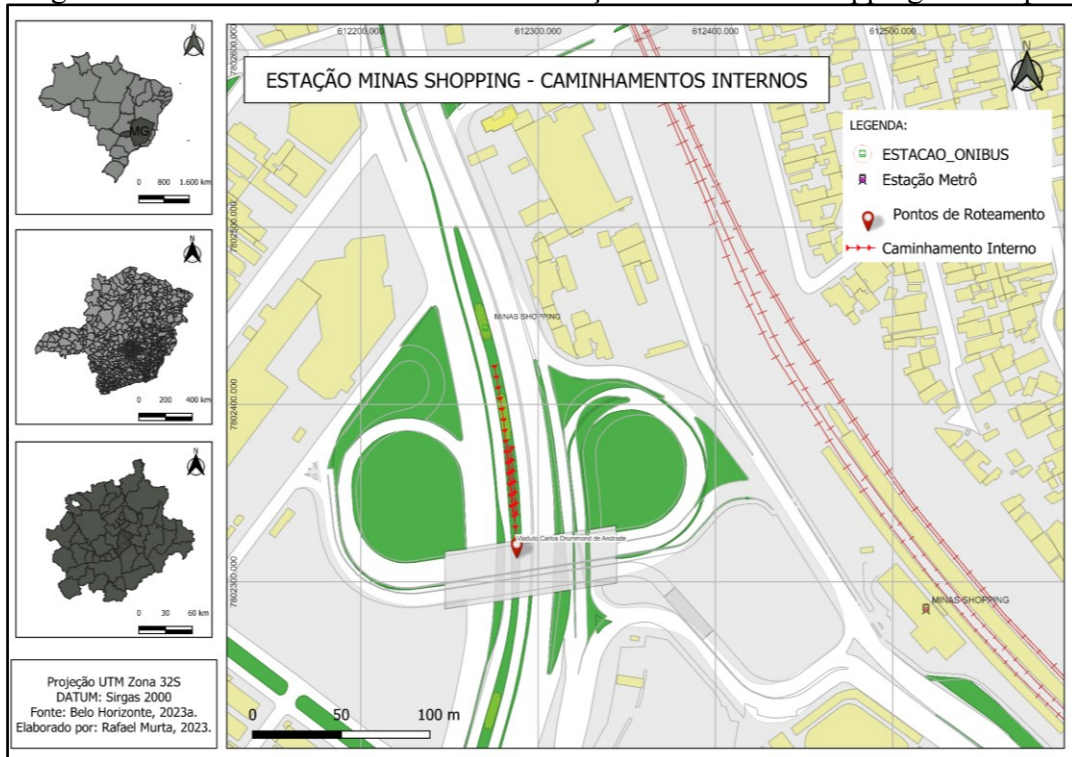 N
MG
0 800 1.600 km
N
0 200 400 km
N
0 30 60 km
Projeção UTM Zona 32S
DATUM: Sirgas 2000
Fonte: Belo Horizonte, 2023a.
Elaborado por: Rafael Murta, 2023.
612200.000 612300.000 612400.000 612500.000
7802600.000
7802500.000
7802400.000
7802300.000
ESTAÇÃO MINAS SHOPPING - CAMINHAMENTOS INTERNOS
N
LEGENDA:
ESTACAO_ONIBUS
Estação Metrô
Pontos de Roteamento
Caminhamento Interno
MINAS SHOPPING
Viaduto Carlos Drummond de Andrade
MINAS SHOPPING
0 50 100 m